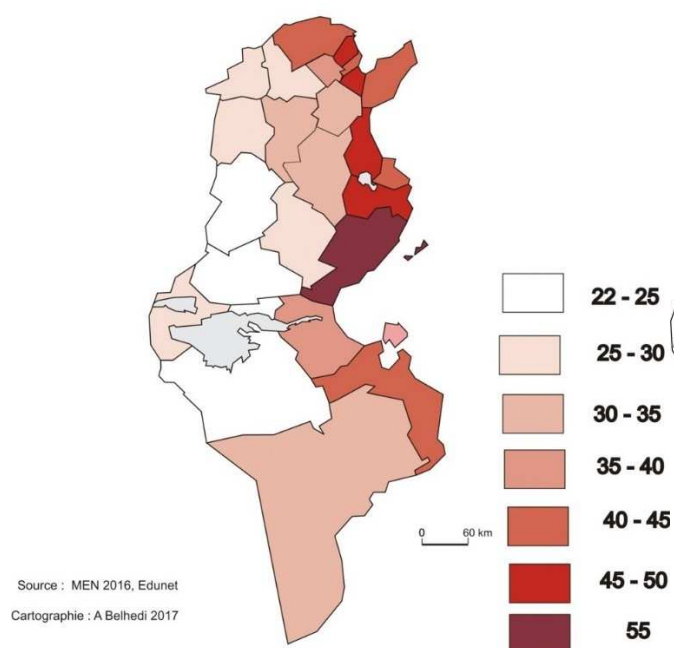 22 - 25
25 - 30
30 - 35
35 - 40
40 - 45
45 - 50
55
0 60 km
Source : MEN 2016, Edunet
Cartographie : A Belhedi 2017